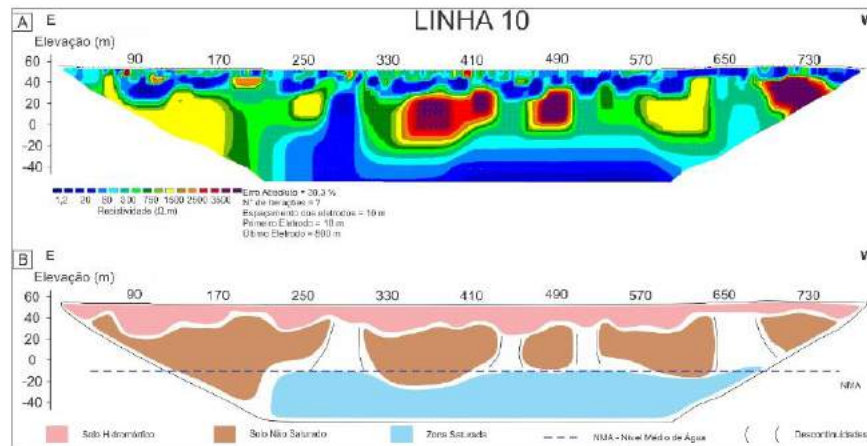 A E LINHA 10 W
Elevação (m)
90 170 250 330 410 490 570 650 730
60
40
20
0
-20
-40
1,2 20 80 300 750 1500 2500 3500
Resistividade (Ω.m)
Erro Absoluto = 30,3 %
N° de Iterações = 7
Espaçamento dos eletrodos = 10 m
Primeiro Eletrodo = 10 m
Último Eletrodo = 800 m
B E W
Elevação (m)
90 170 250 330 410 490 570 650 730
60
40
20
0
-20
-40
NMA
Solo Hidromórfico Solo Não Saturado Zona Saturada NMA - Nível Médio de Água Descontinuidades